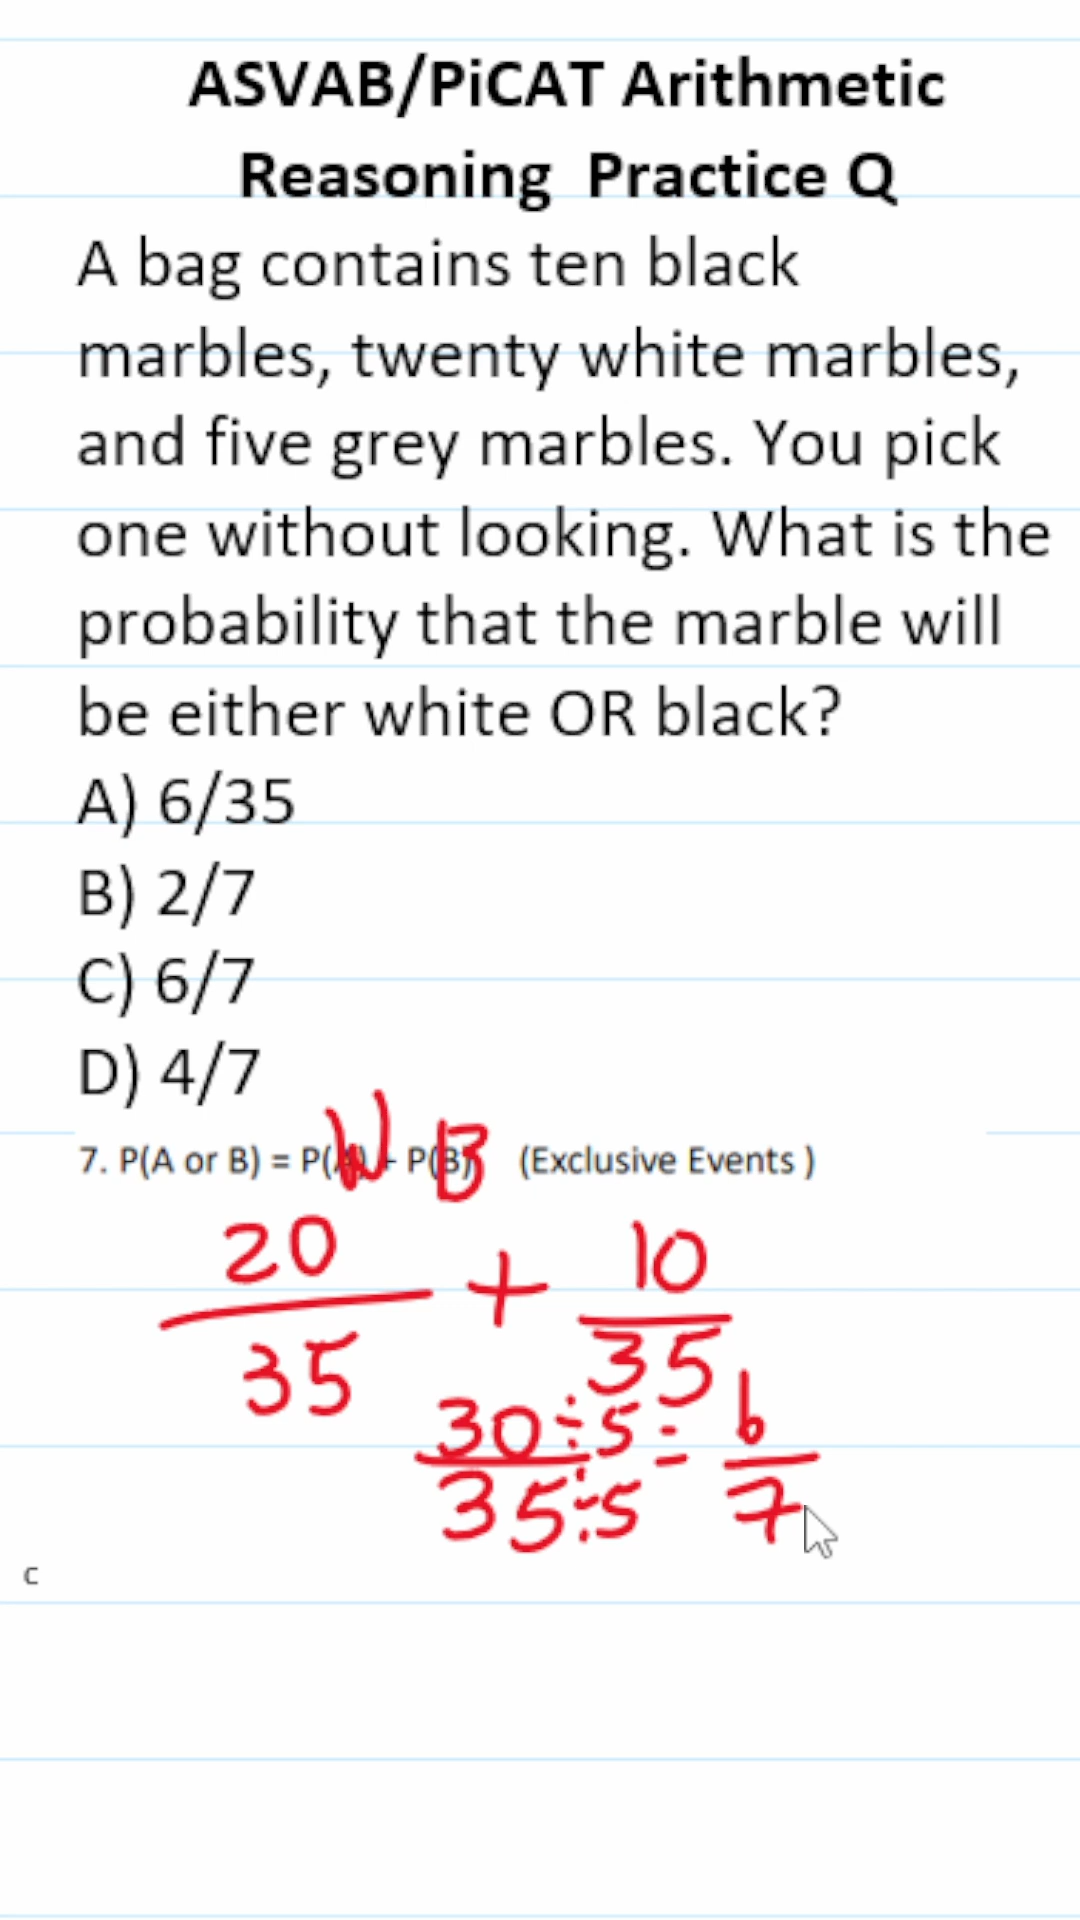 ASVAB/PiCAT Arithmetic
Reasoning Practice Q
A bag contains ten black
marbles, twenty white marbles,
and five grey marbles. You pick
one without looking. What is the
probability that the marble will
be either white OR black?
A) 6/35
B) 2/7
C) 6/7
D) 4/7
W B
7. P(A or B) = P(A) + P(B) (Exclusive Events )
20 + 10
35 35
30÷5 = 6
35÷5 7
c